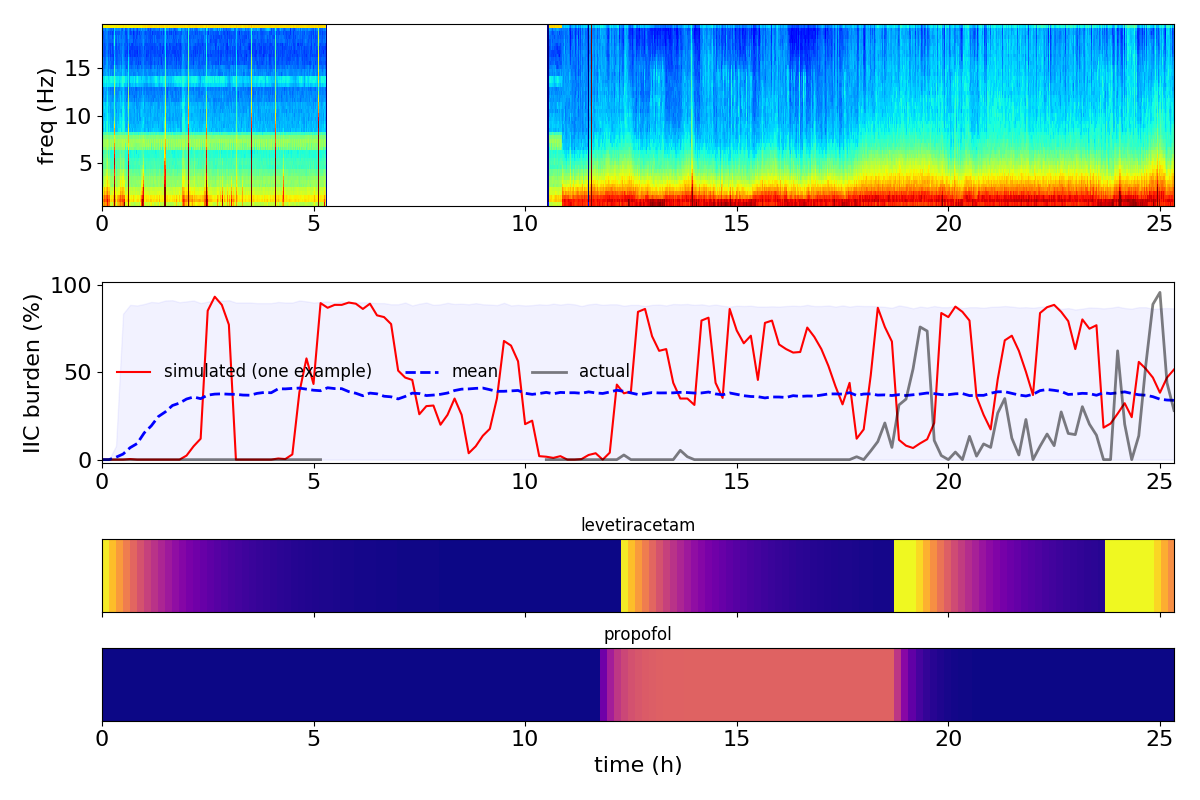 freq (Hz)
15
10
5
0 5 10 15 20 25
IIC burden (%)
100
50
0
simulated (one example) mean actual
0 5 10 15 20 25
levetiracetam
propofol
0 5 10 15 20 25
time (h)